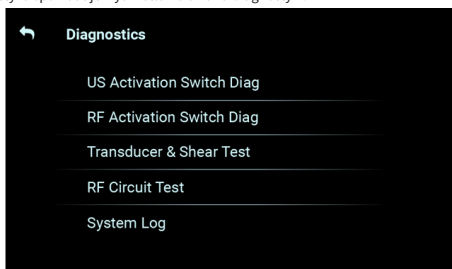 Diagnostics
US Activation Switch Diag
RF Activation Switch Diag
Transducer & Shear Test
RF Circuit Test
System Log